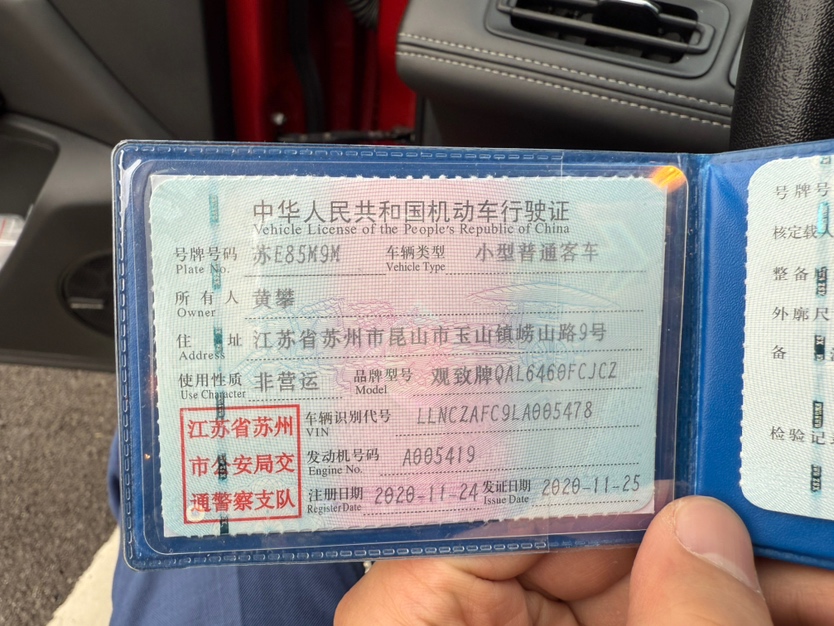 中华人民共和国机动车行驶证
Vehicle License of the People's Republic of China
号牌号码 苏E85M9M 车辆类型 小型普通客车
Plate No. Vehicle Type
所有人 黄攀
Owner
住址 江苏省苏州市昆山市玉山镇崂山路9号
Address
使用性质 非营运 品牌型号 观致牌QAL6460FCJCZ
Use Character Model
江苏省苏州
市公安局交
通警察支队
车辆识别代号 LLNCZAFC9LA005478
VIN
发动机号码 A005419
Engine No.
注册日期 2020-11-24 发证日期 2020-11-25
Register Date Issue Date
号牌号
核定载人
整备
外廓尺
备
检验记